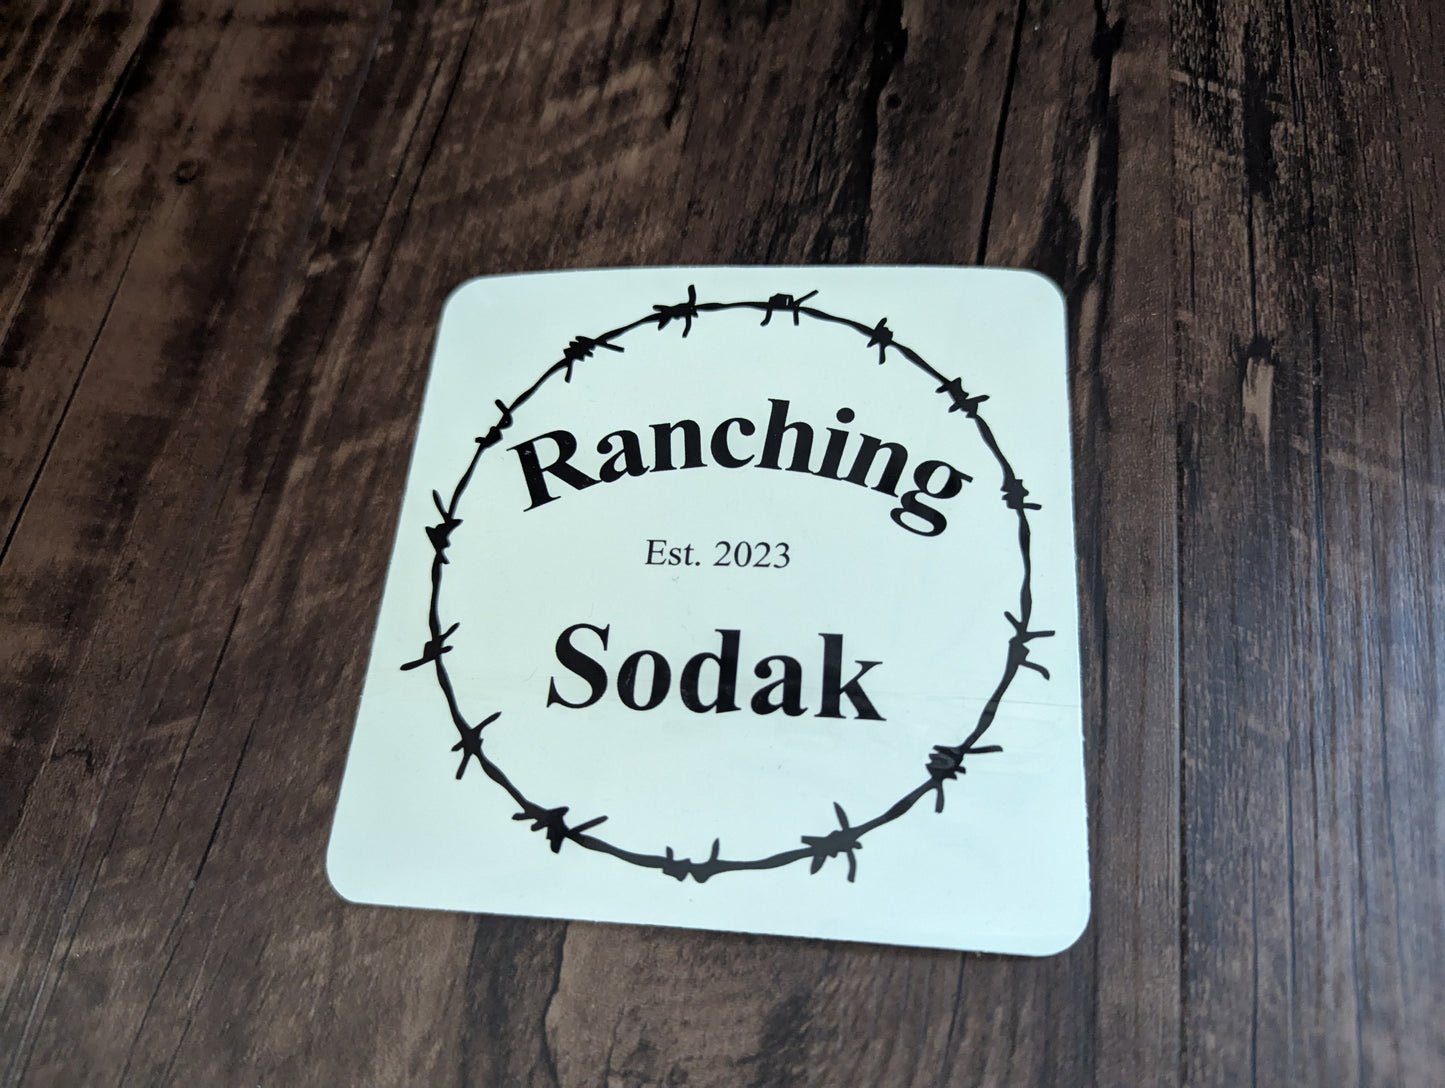 Ranching
Est. 2023
Sodak